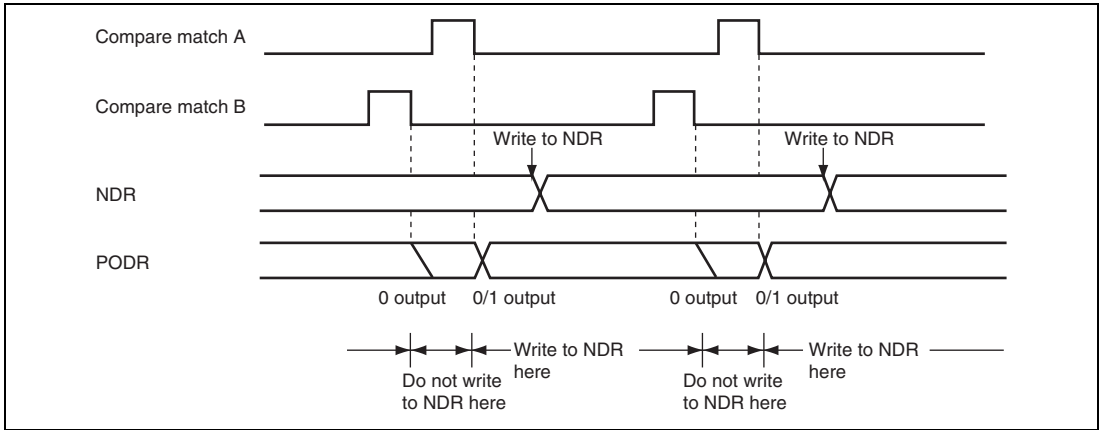 Compare match A
Compare match B
Write to NDR
Write to NDR
NDR
PODR
0 output
0/1 output
0 output
0/1 output
Write to NDR
here
Do not write
to NDR here
Write to NDR
here
Do not write
to NDR here